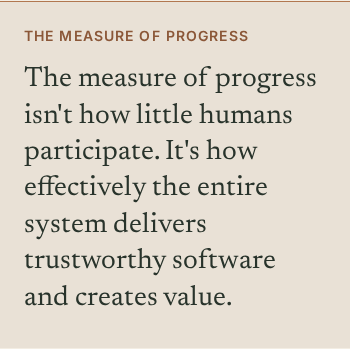 THE MEASURE OF PROGRESS
The measure of progress
isn't how little humans
participate. It's how
effectively the entire
system delivers
trustworthy software
and creates value.